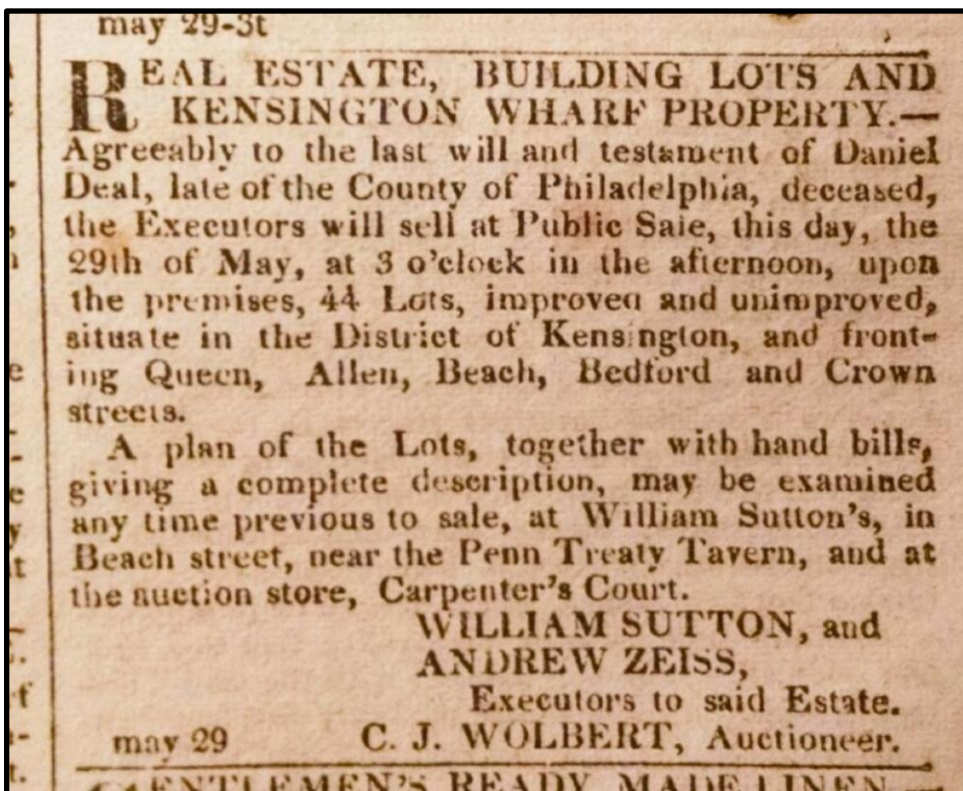 may 29-3t
REAL ESTATE, BUILDING LOTS AND
KENSINGTON WHARF PROPERTY.—
Agreeably to the last will and testament of Daniel
Deal, late of the County of Philadelphia, deceased,
the Executors will sell at Public Sale, this day, the
29th of May, at 3 o'clock in the afternoon, upon
the premises, 44 Lots, improved and unimproved,
situate in the District of Kensington, and front-
ing Queen, Allen, Beach, Bedford and Crown
streets.
A plan of the Lots, together with hand bills,
giving a complete description, may be examined
any time previous to sale, at William Sutton's, in
Beach street, near the Penn Treaty Tavern, and at
the auction store, Carpenter's Court.
WILLIAM SUTTON, and
ANDREW ZEISS,
Executors to said Estate.
may 29 C. J. WOLBERT, Auctioneer.
GENTLEMEN'S READY MADE LINEN